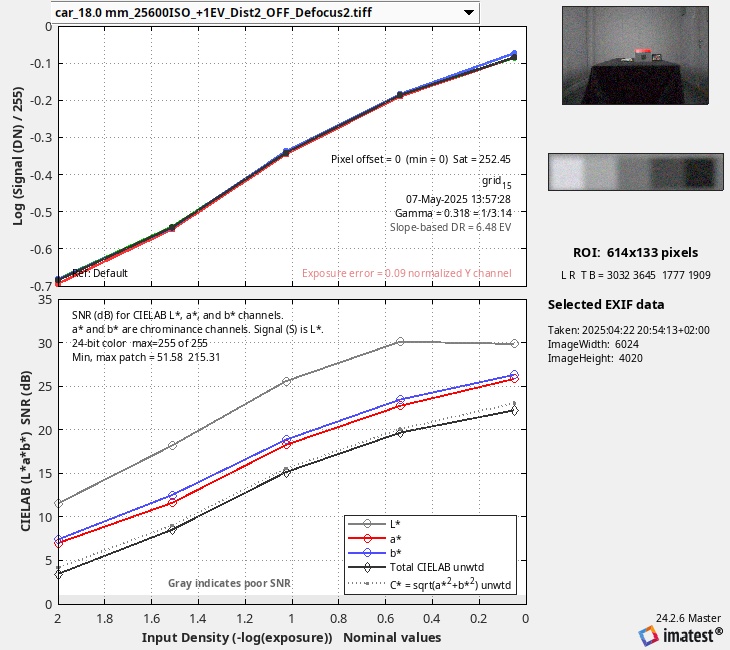 car_18.0 mm_25600ISO_+1EV_Dist2_OFF_Defocus2.tiff
0
-0.1
-0.2
-0.3
-0.4
-0.5
-0.6
-0.7
Log (Signal (DN) / 255)
Pixel offset = 0 (min = 0) Sat = 252.45
grid15
07-May-2025 13:57:28
Gamma = 0.318 = 1/3.14
Slope-based DR = 6.48 EV
Ref: Default
Exposure error = 0.09 normalized Y channel
35
30
25
20
15
10
5
0
CIELAB (L*a*b*) SNR (dB)
SNR (dB) for CIELAB L*, a*, and b* channels.
a* and b* are chrominance channels. Signal (S) is L*.
24-bit color max=255 of 255
Min, max patch = 51.58 215.31
L*
a*
b*
Total CIELAB unwtd
C* = sqrt(a*2+b*2) unwtd
Gray indicates poor SNR
2 1.8 1.6 1.4 1.2 1 0.8 0.6 0.4 0.2 0
Input Density (-log(exposure)) Nominal values
ROI: 614x133 pixels
L R T B = 3032 3645 1777 1909
Selected EXIF data
Taken: 2025:04:22 20:54:13+02:00
ImageWidth: 6024
ImageHeight: 4020
24.2.6 Master
imatest®